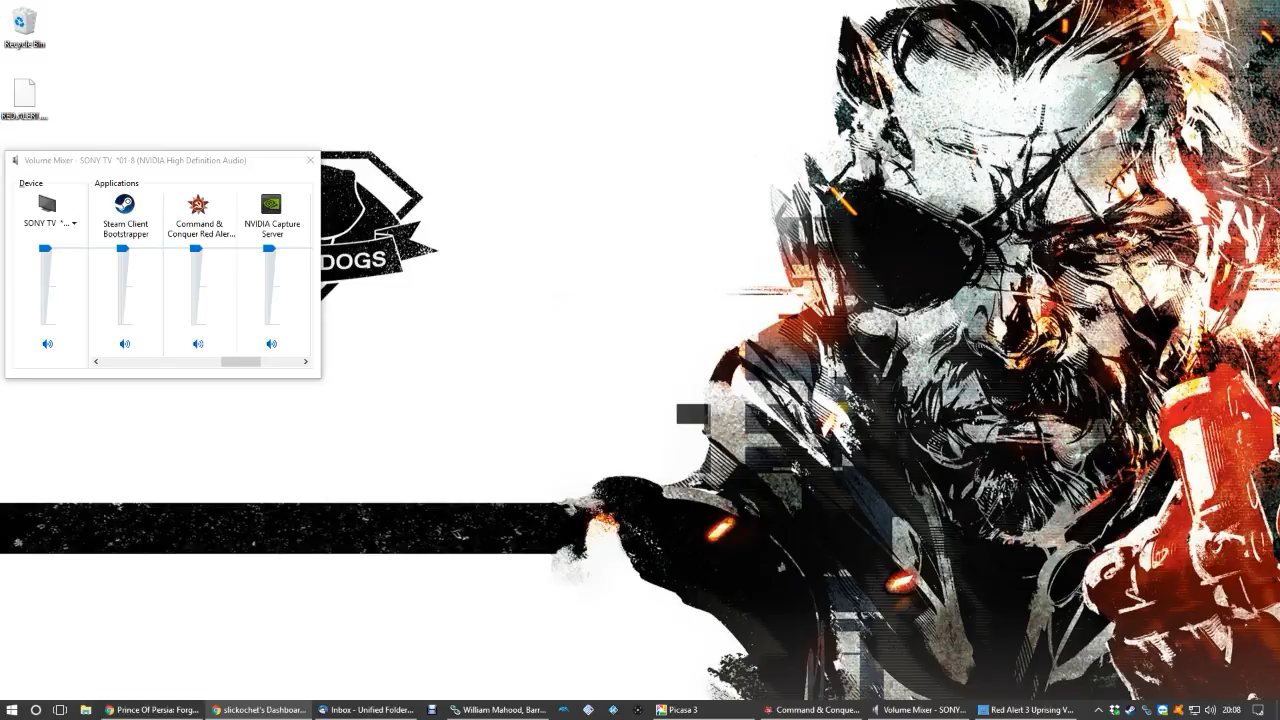 Recycle Bin
RED ALERT...
Volume Mixer - SONY TV *01-8 (NVIDIA High Definition Audio)
Device
Applications
SONY TV *...
Steam Client
Bootstrapper
Command &
Conquer Red Aler...
NVIDIA Capture
Server
DOGS
Prince Of Persia: Forg...
slickochet's Dashboar...
Inbox - Unified Folder...
William Mahood, Barr...
Picasa 3
Command & Conque...
Volume Mixer - SONY...
Red Alert 3 Uprising V...
20:08